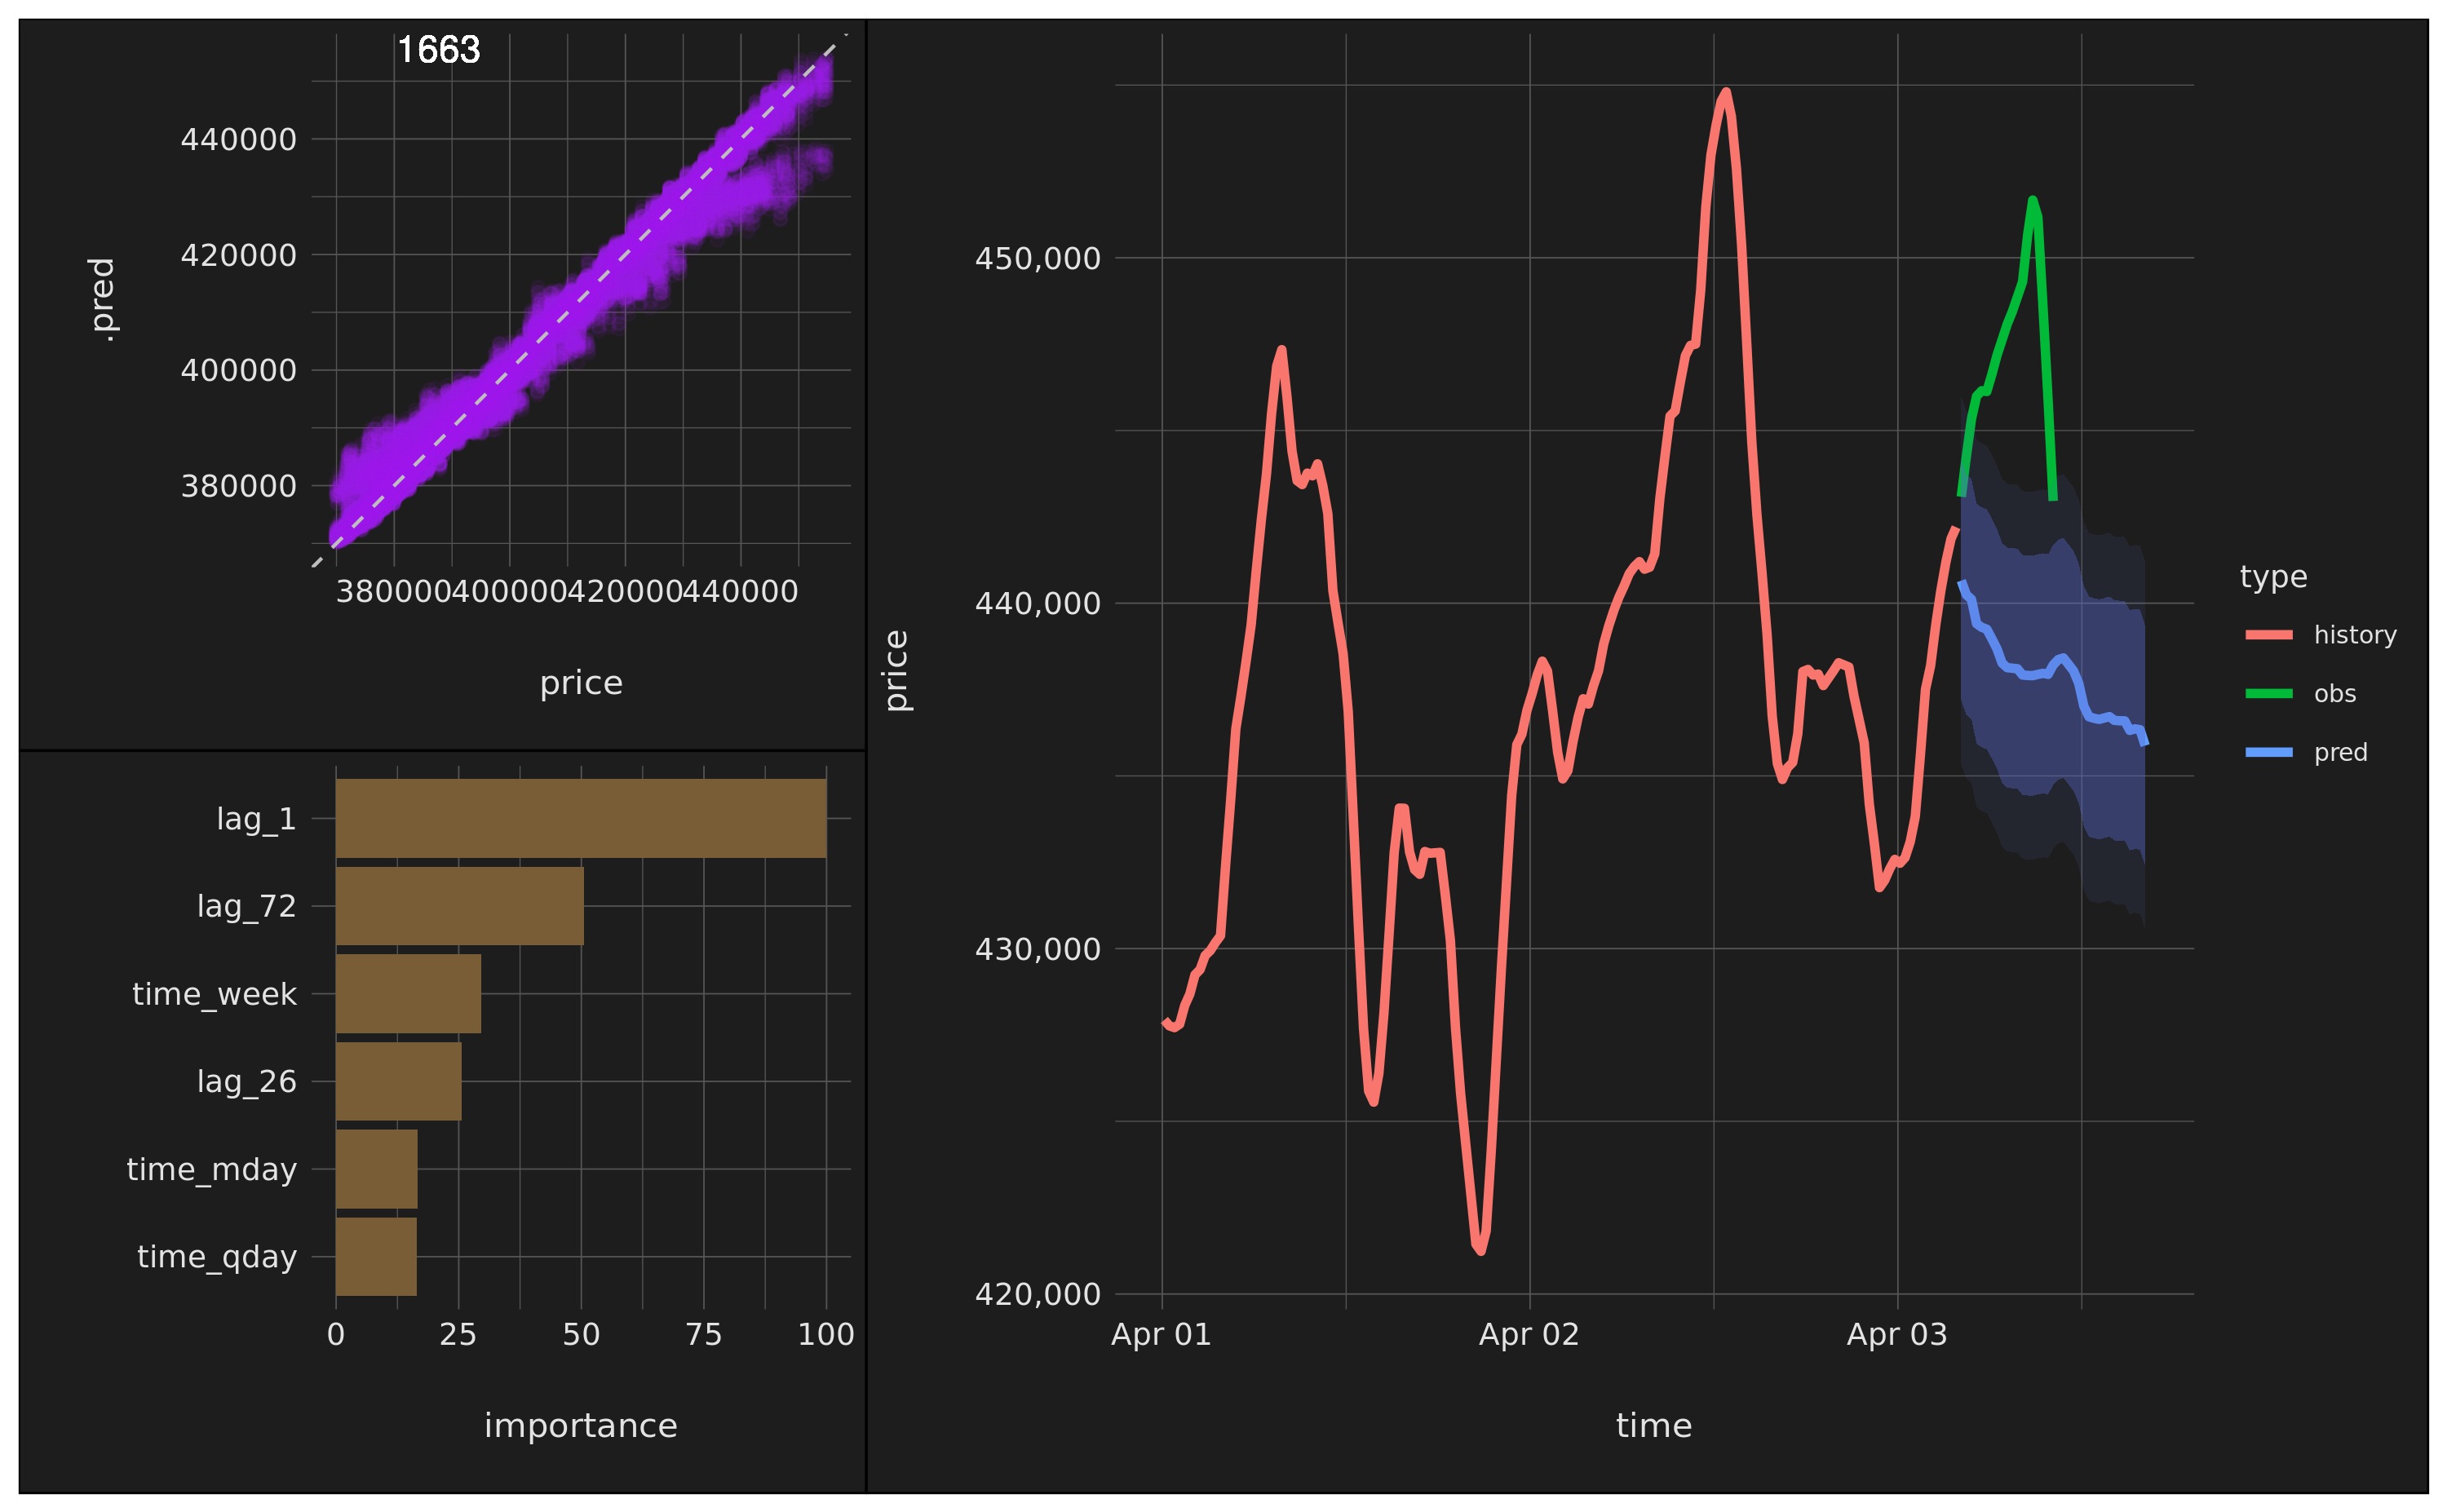 1663
440000
420000
400000
380000
.pred
380000400000420000440000
price
lag_1
lag_72
time_week
lag_26
time_mday
time_qday
0 25 50 75 100
importance
450,000
440,000
430,000
420,000
price
Apr 01 Apr 02 Apr 03
time
type
history
obs
pred